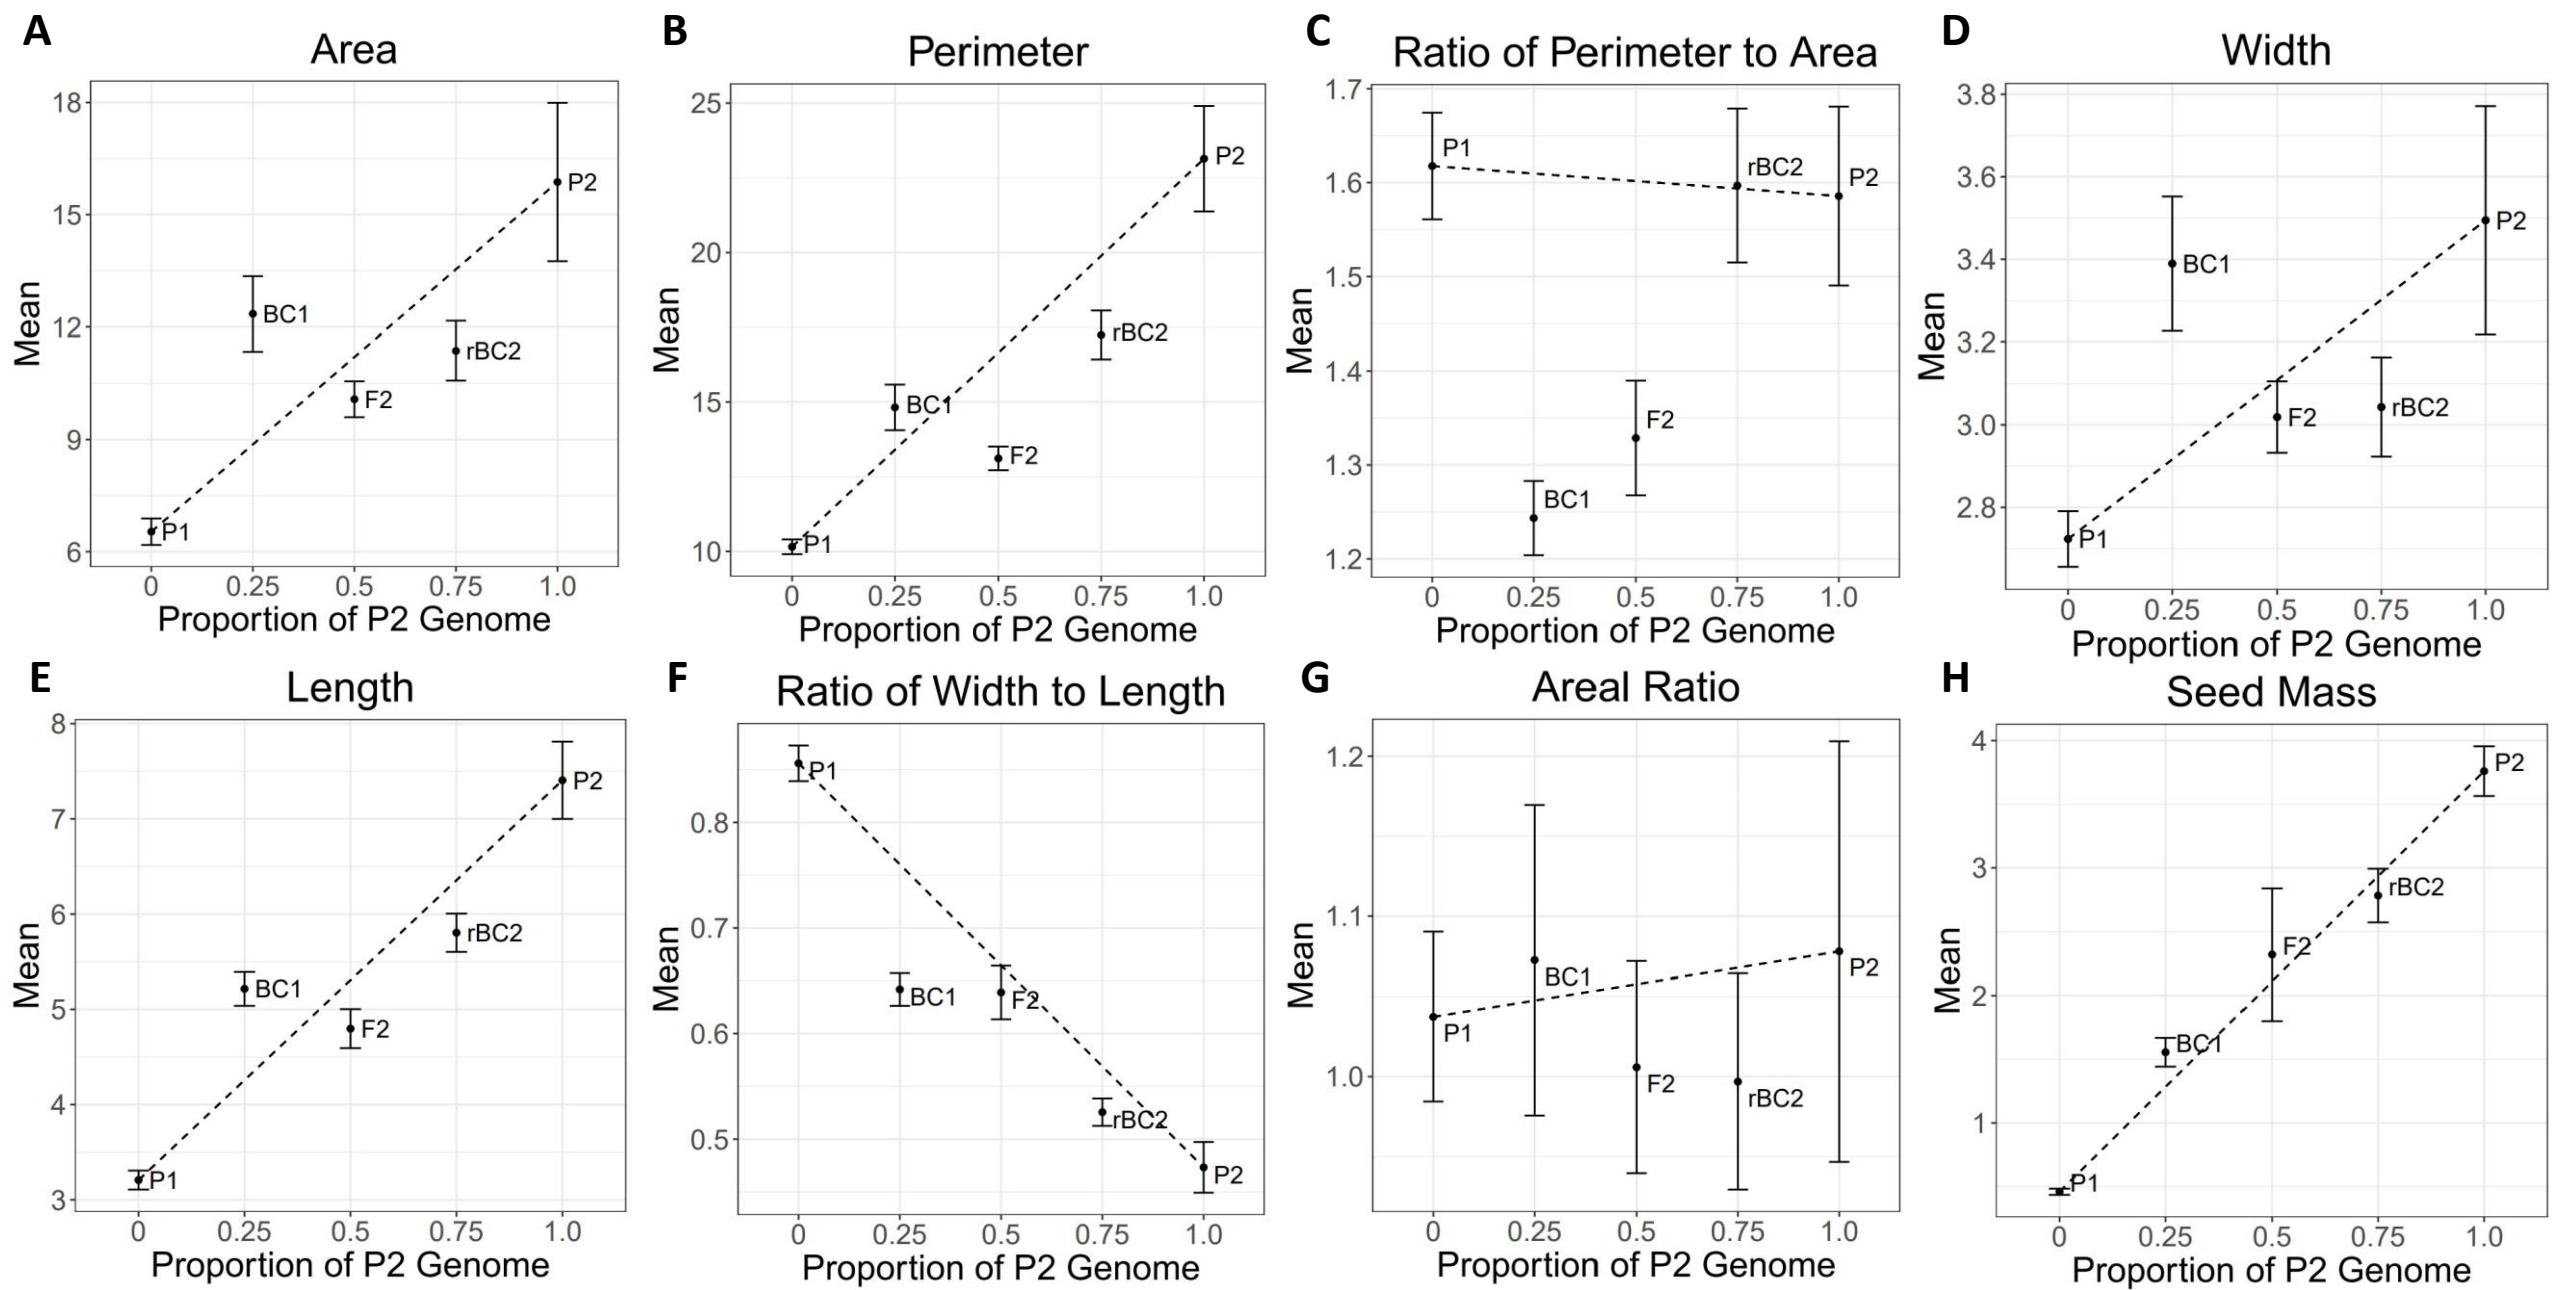 A
Area
Mean
18
15
12
9
6
P1
BC1
F2
rBC2
P2
0 0.25 0.5 0.75 1.0
Proportion of P2 Genome
B
Perimeter
Mean
25
20
15
10
P1
BC1
F2
rBC2
P2
0 0.25 0.5 0.75 1.0
Proportion of P2 Genome
C
Ratio of Perimeter to Area
Mean
1.7
1.6
1.5
1.4
1.3
1.2
P1
BC1
F2
rBC2
P2
0 0.25 0.5 0.75 1.0
Proportion of P2 Genome
D
Width
Mean
3.8
3.6
3.4
3.2
3.0
2.8
P1
BC1
F2
rBC2
P2
0 0.25 0.5 0.75 1.0
Proportion of P2 Genome
E
Length
Mean
8
7
6
5
4
3
P1
BC1
F2
rBC2
P2
0 0.25 0.5 0.75 1.0
Proportion of P2 Genome
F
Ratio of Width to Length
Mean
0.8
0.7
0.6
0.5
P1
BC1
F2
rBC2
P2
0 0.25 0.5 0.75 1.0
Proportion of P2 Genome
G
Areal Ratio
Mean
1.2
1.1
1.0
P1
BC1
F2
rBC2
P2
0 0.25 0.5 0.75 1.0
Proportion of P2 Genome
H
Seed Mass
Mean
4
3
2
1
P1
BC1
F2
rBC2
P2
0 0.25 0.5 0.75 1.0
Proportion of P2 Genome